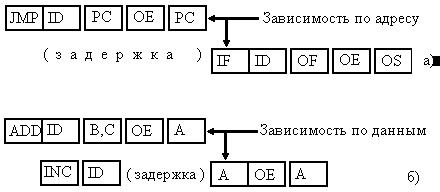 JMP ID PC OE PC Зависимость по адресу
( з а д е р ж к а ) IF ID OF OE OS а)
ADD ID B,C OE A Зависимость по данным
INC ID (задержка) A OE A б)